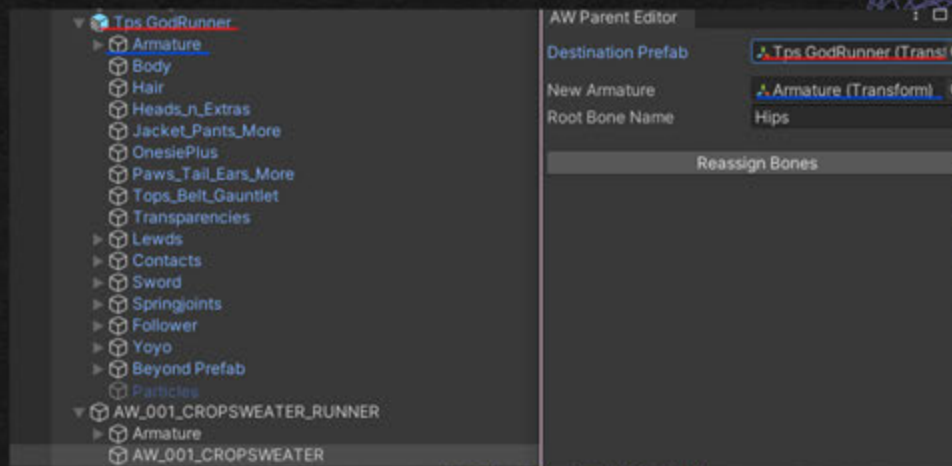 Tps GodRunner
Armature
Body
Hair
Heads_n_Extras
Jacket_Pants_More
OnesiePlus
Paws_Tail_Ears_More
Tops_Belt_Gauntlet
Transparencies
Lewds
Contacts
Sword
Springjoints
Follower
Yoyo
Beyond Prefab
Particles
AW_001_CROPSWEATER_RUNNER
Armature
AW_001_CROPSWEATER
AW Parent Editor
Destination Prefab Tps GodRunner (Trans
New Armature Armature (Transform)
Root Bone Name Hips
Reassign Bones